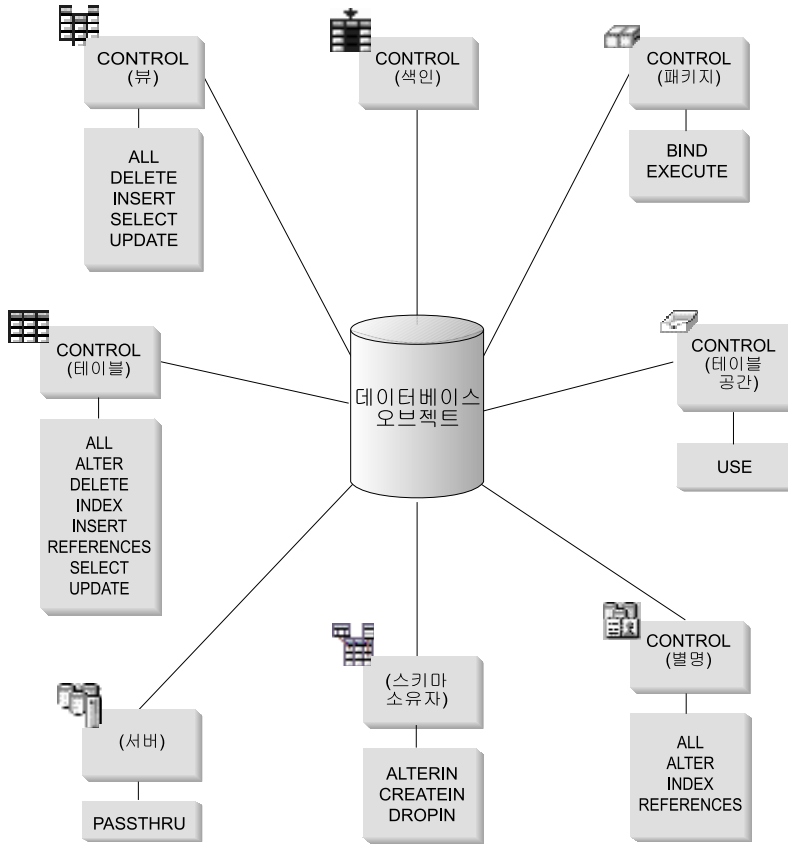 CONTROL
(뷰)
ALL
DELETE
INSERT
SELECT
UPDATE
CONTROL
(색인)
CONTROL
(패키지)
BIND
EXECUTE
CONTROL
(테이블)
ALL
ALTER
DELETE
INDEX
INSERT
REFERENCES
SELECT
UPDATE
데이터베이스
오브젝트
CONTROL
(테이블
공간)
USE
(서버)
PASSTHRU
(스키마
소유자)
ALTERIN
CREATEIN
DROPIN
CONTROL
(별명)
ALL
ALTER
INDEX
REFERENCES